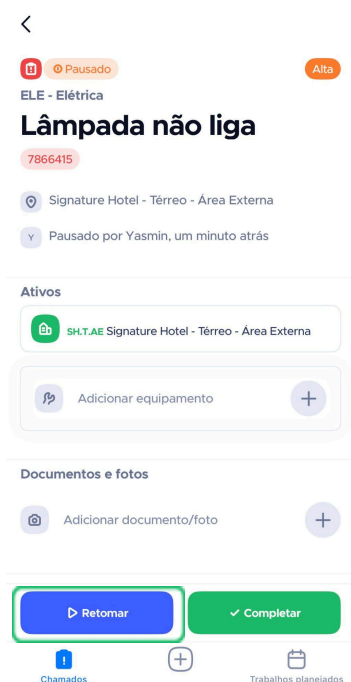 Pausado
Alta
ELE - Elétrica
Lâmpada não liga
7866415
Signature Hotel - Térreo - Área Externa
Y Pausado por Yasmin, um minuto atrás
Ativos
SH.T.AE Signature Hotel - Térreo - Área Externa
Adicionar equipamento
Documentos e fotos
Adicionar documento/foto
Retomar
Completar
Chamados
Trabalhos planejados